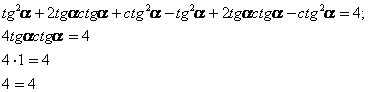 tg²α + 2tgαctgα + ctg²α − tg²α + 2tgαctgα − ctg²α = 4;
4tgαctgα = 4
4 · 1 = 4
4 = 4